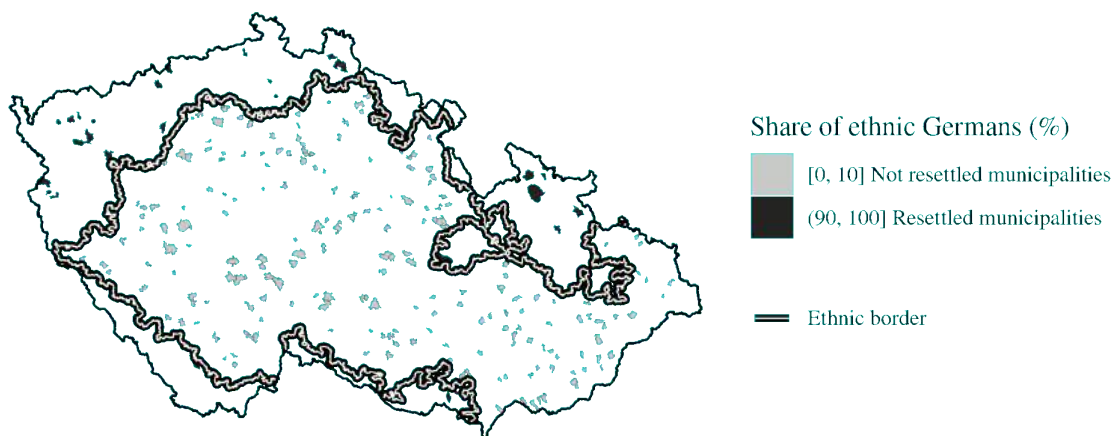 Share of ethnic Germans (%)
[0, 10] Not resettled municipalities
(90, 100] Resettled municipalities
Ethnic border